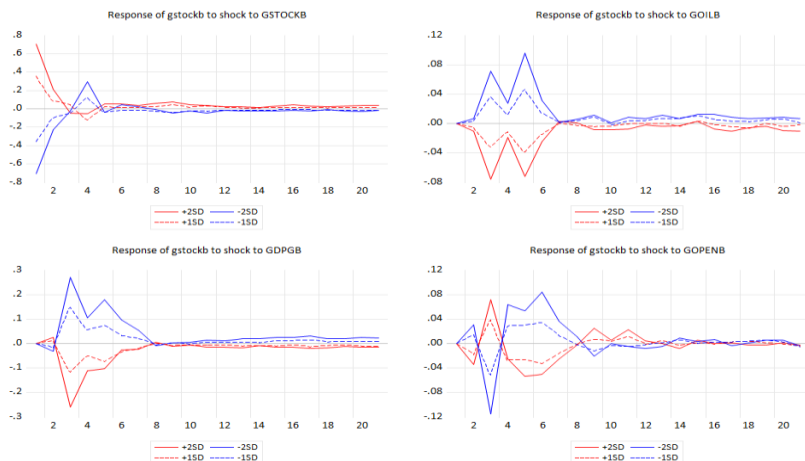 Response of gstockb to shock to GSTOCKB
.8
.6
.4
.2
.0
-.2
-.4
-.6
-.8
2 4 6 8 10 12 14 16 18 20
+2SD -2SD
+1SD -1SD
Response of gstockb to shock to GOILB
.12
.08
.04
.00
-.04
-.08
2 4 6 8 10 12 14 16 18 20
+2SD -2SD
+1SD -1SD
Response of gstockb to shock to GDPGB
.3
.2
.1
.0
-.1
-.2
-.3
2 4 6 8 10 12 14 16 18 20
+2SD -2SD
+1SD -1SD
Response of gstockb to shock to GOPENB
.12
.08
.04
.00
-.04
-.08
-.12
2 4 6 8 10 12 14 16 18 20
+2SD -2SD
+1SD -1SD